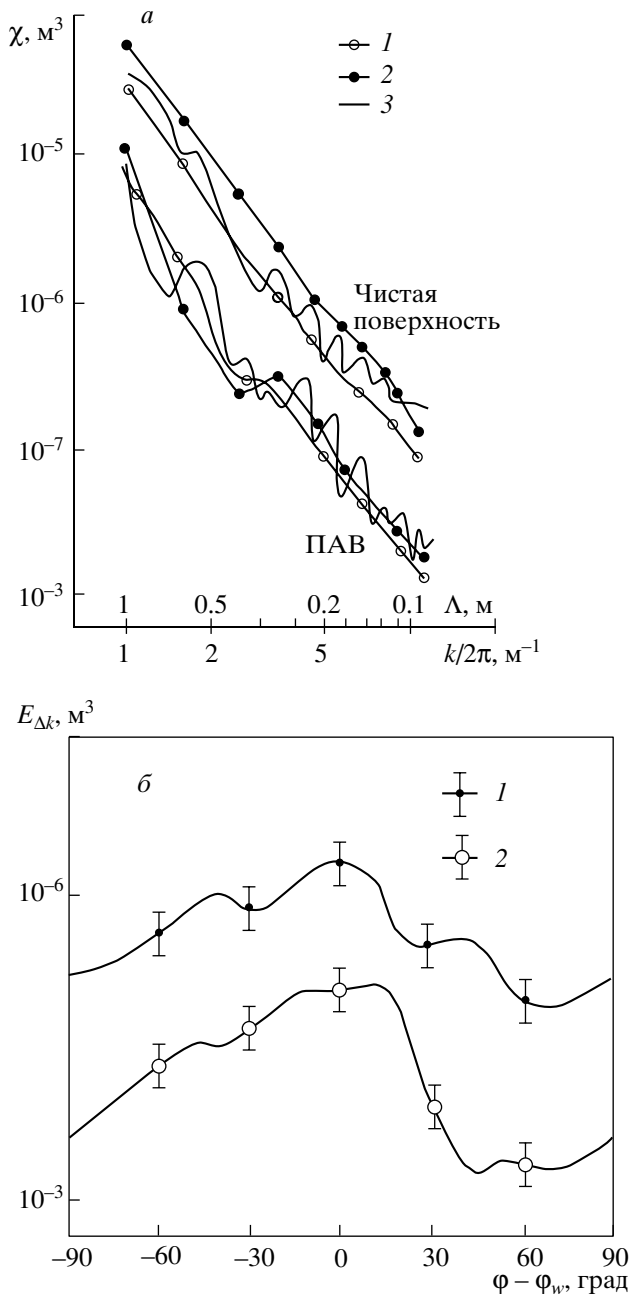 χ, м³
а
1
2
3
10⁻⁵
10⁻⁶
Чистая
поверхность
10⁻⁷
ПАВ
10⁻³
1 0.5 0.2 0.1 Λ, м
1 2 5 k/2π, м⁻¹
E_Δk, м³
б
1
2
10⁻⁶
10⁻³
−90 −60 −30 0 30 60 90
φ − φ_w, град